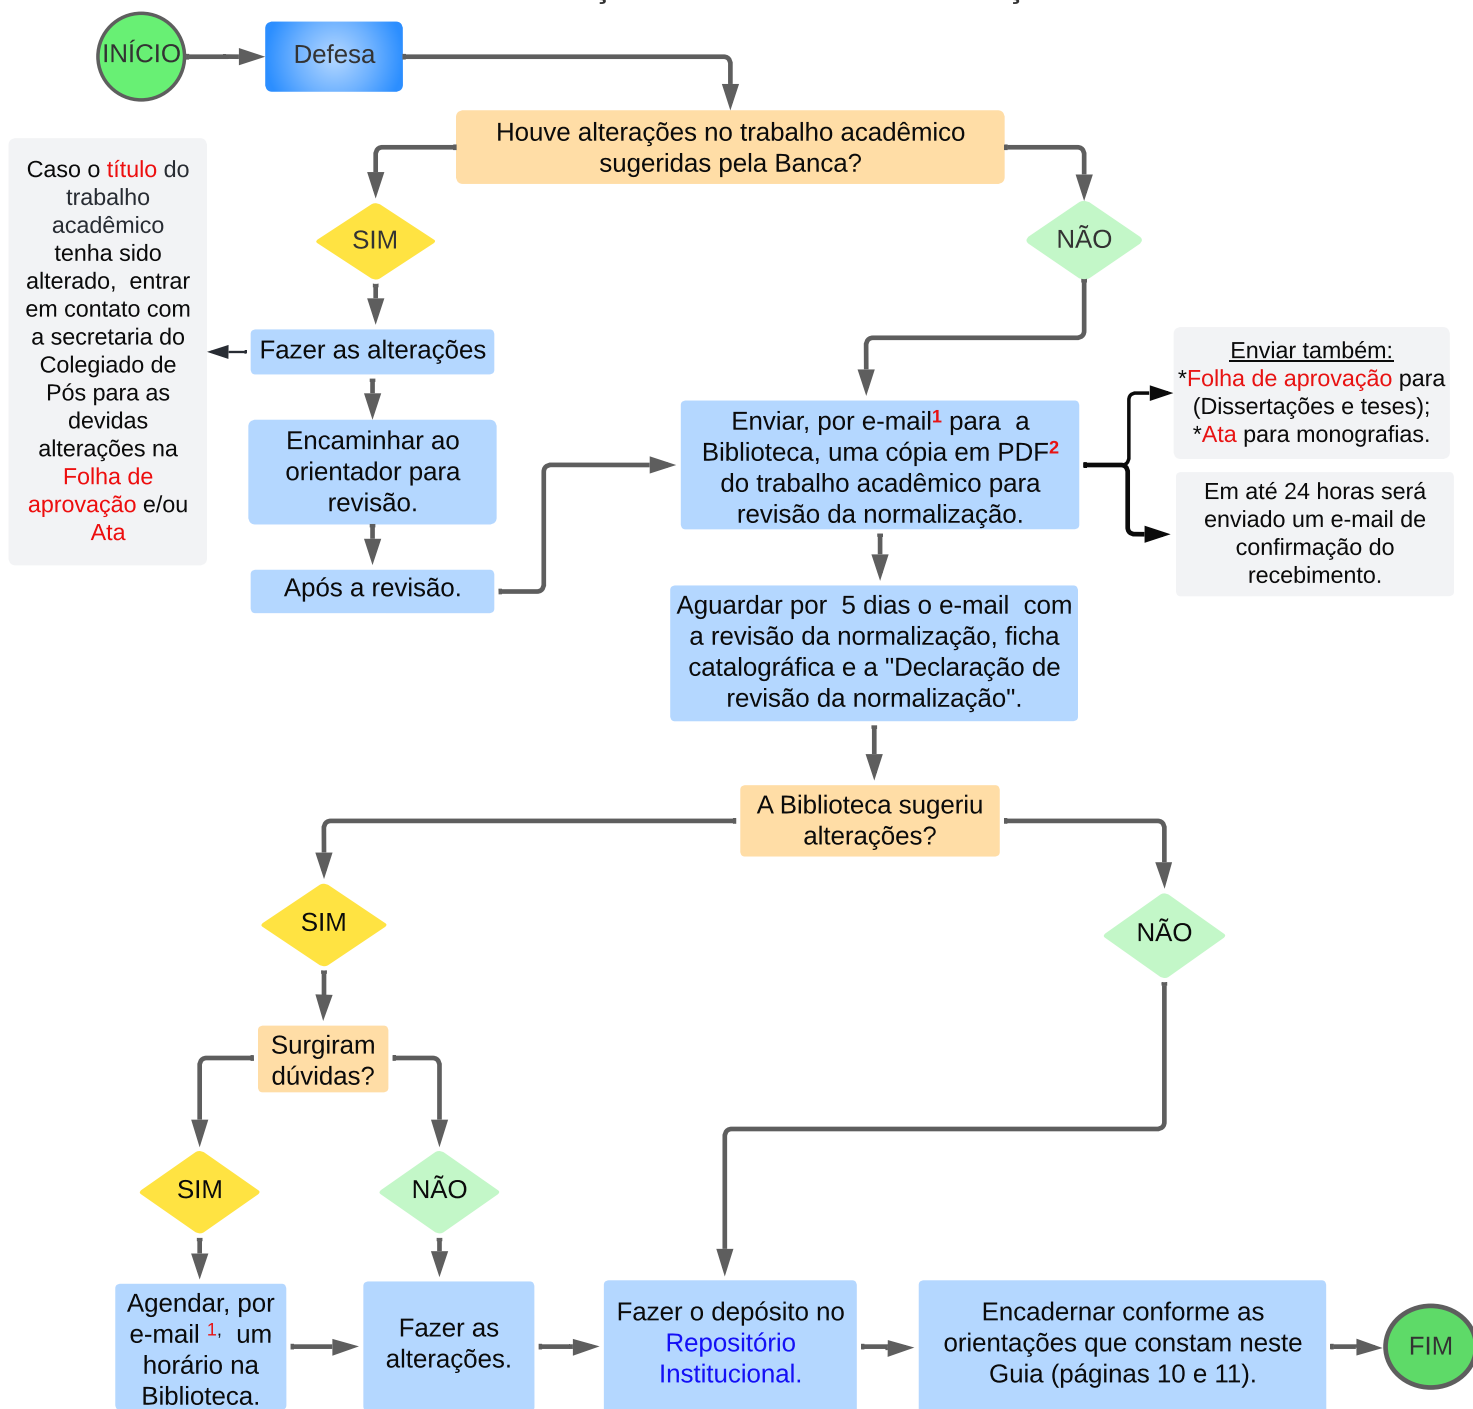 INÍCIO
Defesa
Houve alterações no trabalho acadêmico
sugeridas pela Banca?
Caso o título do
trabalho
acadêmico
tenha sido
alterado, entrar
em contato com
a secretaria do
Colegiado de
Pós para as
devidas
alterações na
Folha de
aprovação e/ou
Ata
SIM
NÃO
Fazer as alterações
Encaminhar ao
orientador para
revisão.
Após a revisão.
Enviar, por e-mail¹ para a
Biblioteca, uma cópia em PDF²
do trabalho acadêmico para
revisão da normalização.
Enviar também:
*Folha de aprovação para
(Dissertações e teses);
*Ata para monografias.
Em até 24 horas será
enviado um e-mail de
confirmação do
recebimento.
Aguardar por 5 dias o e-mail com
a revisão da normalização, ficha
catalográfica e a "Declaração de
revisão da normalização".
A Biblioteca sugeriu
alterações?
SIM
NÃO
Surgiram
dúvidas?
SIM
NÃO
Agendar, por
e-mail ¹, um
horário na
Biblioteca.
Fazer as
alterações.
Fazer o depósito no
Repositório
Institucional.
Encadernar conforme as
orientações que constam neste
Guia (páginas 10 e 11).
FIM